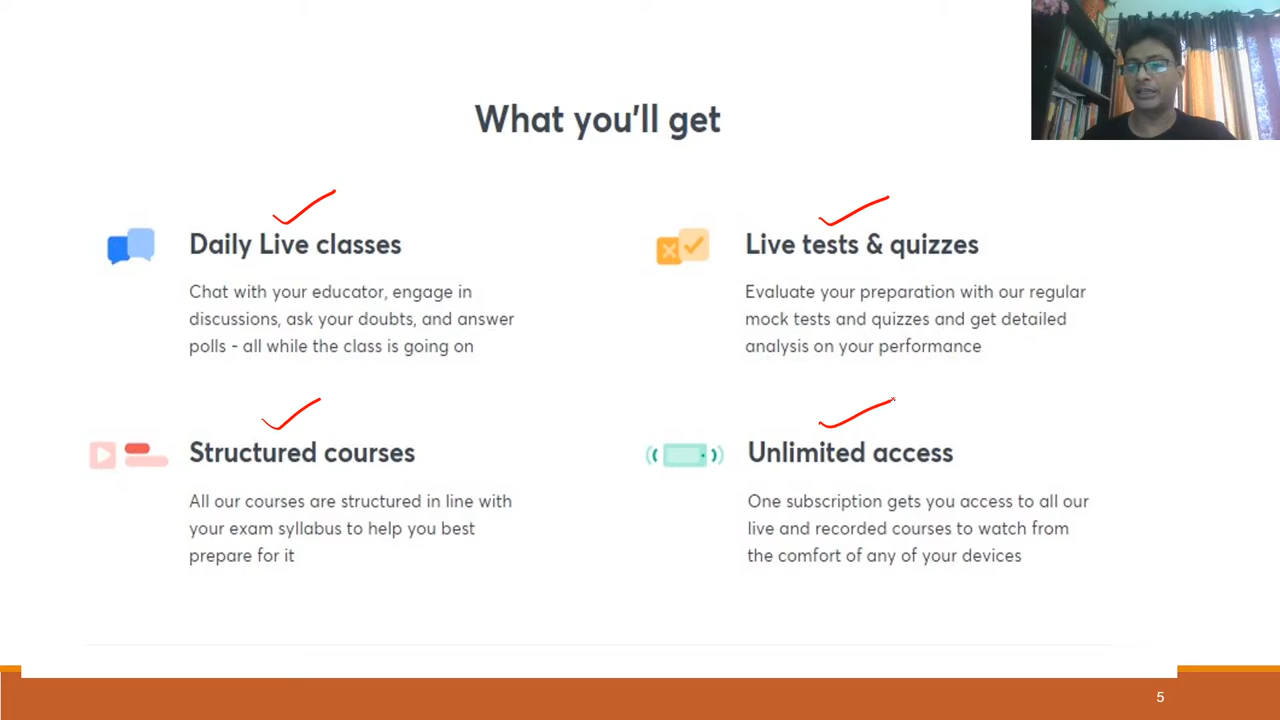 What you'll get
Daily Live classes
Chat with your educator, engage in
discussions, ask your doubts, and answer
polls - all while the class is going on
Live tests & quizzes
Evaluate your preparation with our regular
mock tests and quizzes and get detailed
analysis on your performance
Structured courses
All our courses are structured in line with
your exam syllabus to help you best
prepare for it
Unlimited access
One subscription gets you access to all our
live and recorded courses to watch from
the comfort of any of your devices
5